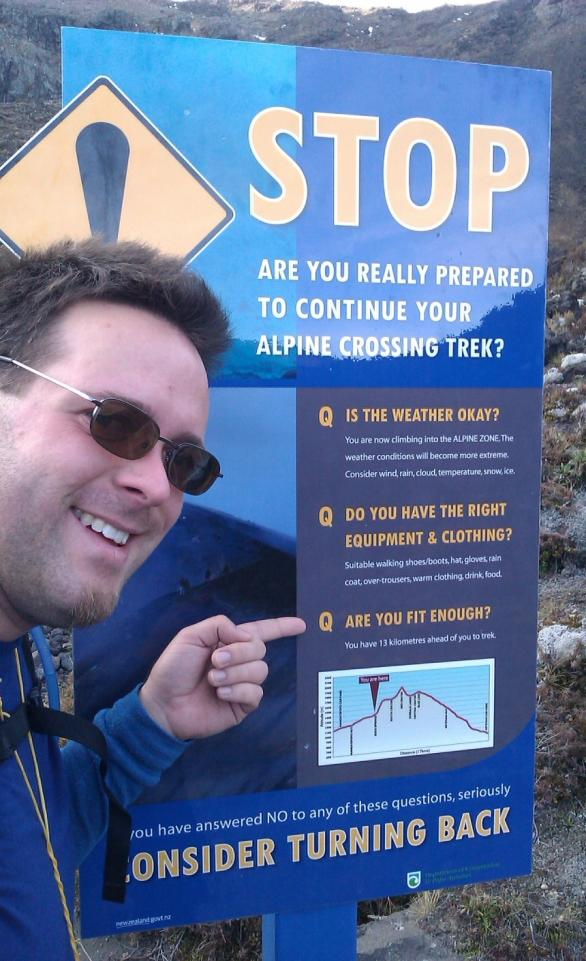 !
STOP
ARE YOU REALLY PREPARED
TO CONTINUE YOUR
ALPINE CROSSING TREK?
Q IS THE WEATHER OKAY?
You are now climbing into the ALPINE ZONE. The
weather conditions will become more extreme.
Consider wind, rain, cloud, temperature, snow, ice.
Q DO YOU HAVE THE RIGHT
EQUIPMENT & CLOTHING?
Suitable walking shoes/boots, hat, gloves, rain
coat, over-trousers, warm clothing, drink, food.
Q ARE YOU FIT ENOUGH?
You have 13 kilometres ahead of you to trek.
You are here
you have answered NO to any of these questions, seriously
CONSIDER TURNING BACK
newzealand.govt.nz